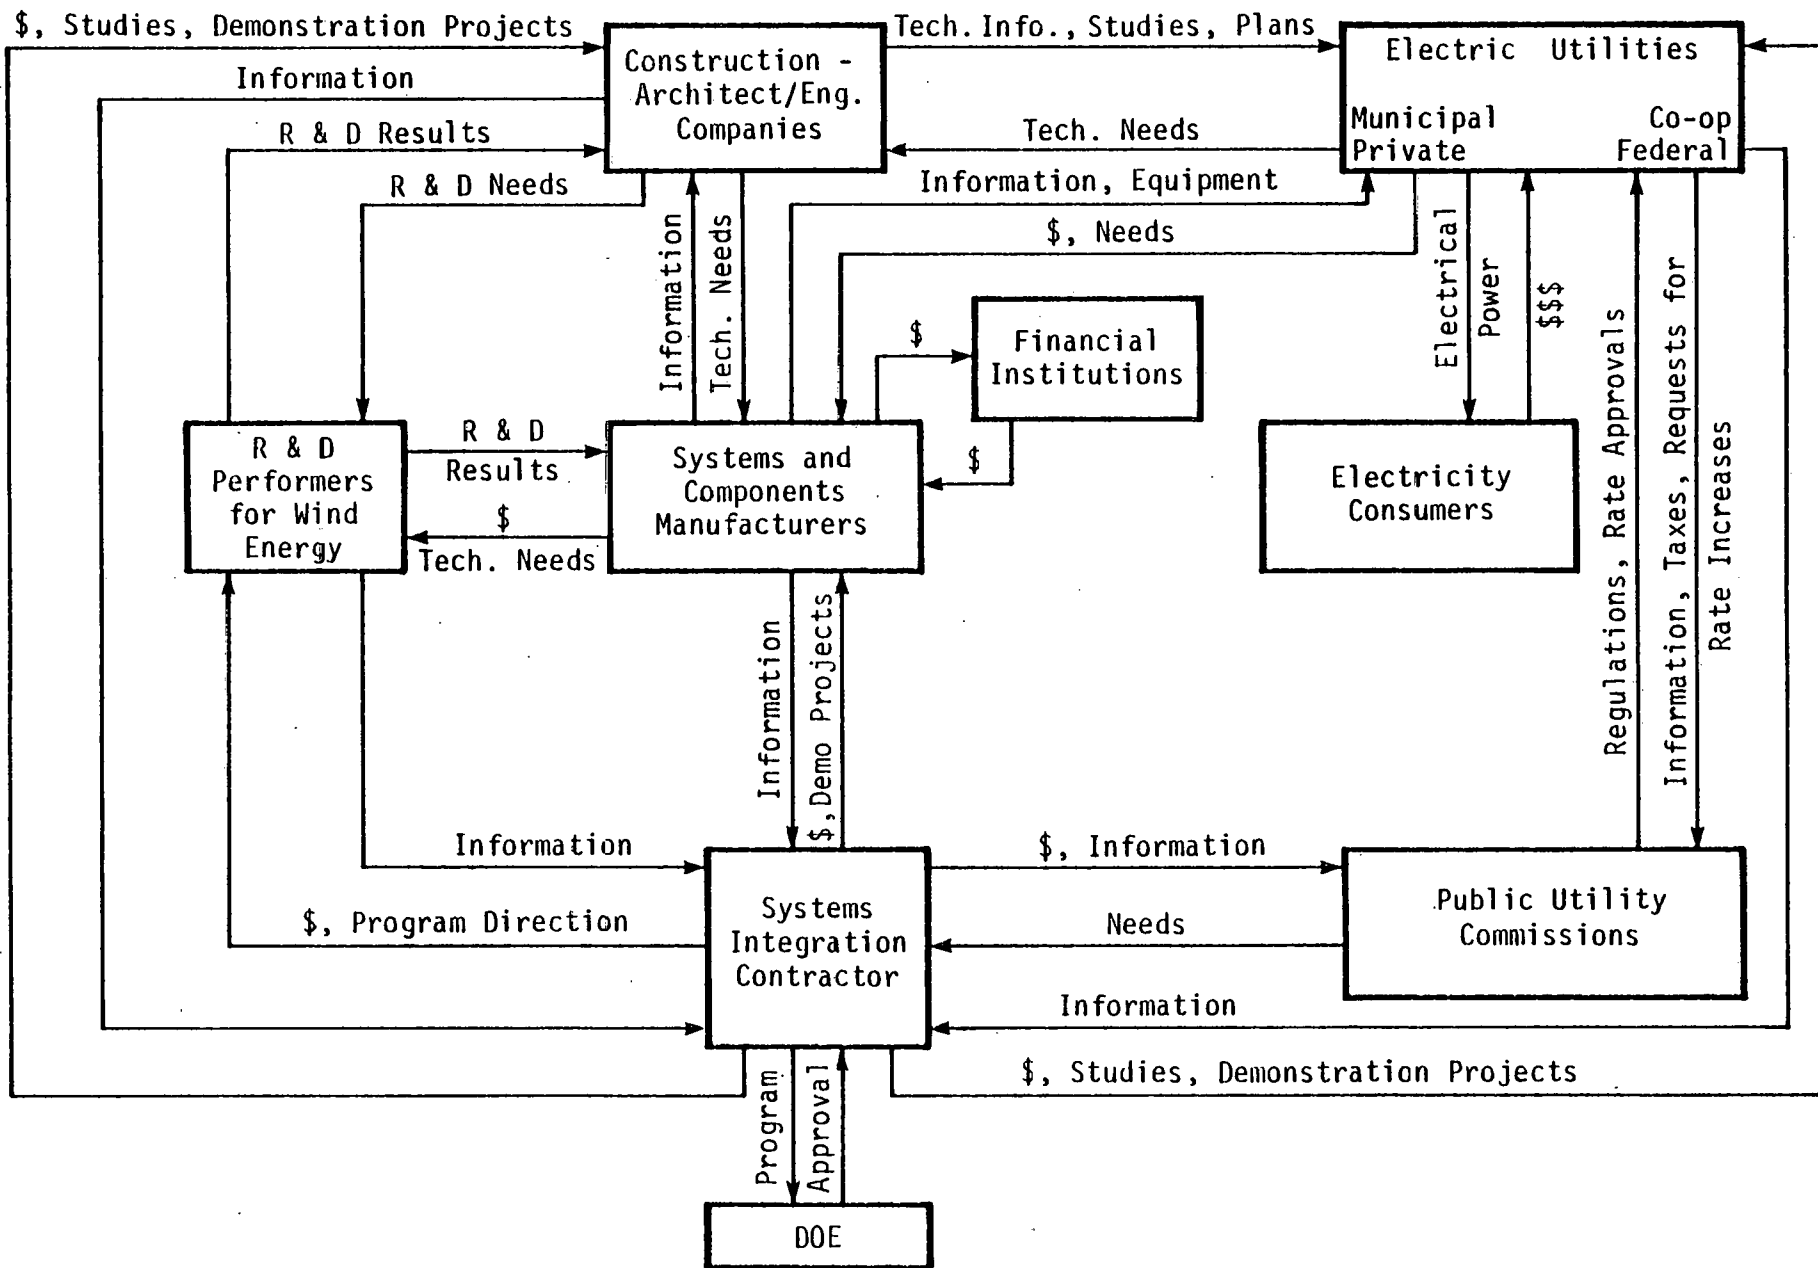 $, Studies, Demonstration Projects
Tech. Info., Studies, Plans
Construction -
Architect/Eng.
Companies
Electric Utilities
Municipal
Private
Co-op
Federal
Information
R & D Results
Tech. Needs
R & D Needs
Information, Equipment
$, Needs
Information
Tech. Needs
Electrical
Power
$$$
Regulations, Rate Approvals
Information, Taxes, Requests for
Rate Increases
$
Financial
Institutions
$
R & D
Performers
for Wind
Energy
R & D
Results
$
Tech. Needs
Systems and
Components
Manufacturers
Electricity
Consumers
Information
$,Demo Projects
Information
$, Information
$, Program Direction
Needs
Systems
Integration
Contractor
Public Utility
Commissions
Information
$, Studies, Demonstration Projects
Program
Approval
DOE